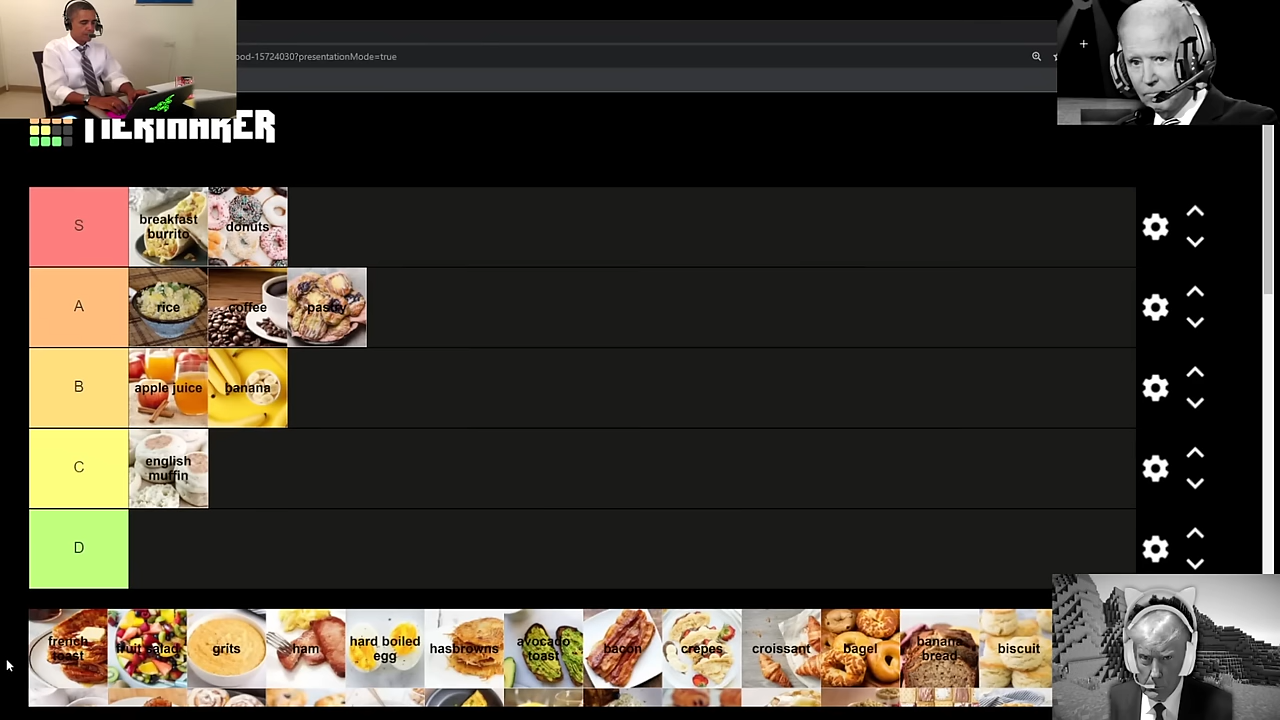 ood-15724030?presentationMode=true
TIERMAKER
S
breakfast
burrito
donuts
A
rice
coffee
pastry
B
apple juice
banana
C
english
muffin
D
french
toast
fruit salad
grits
ham
hard boiled
egg
hasbrowns
avocado
toast
bacon
crepes
croissant
bagel
banana
bread
biscuit